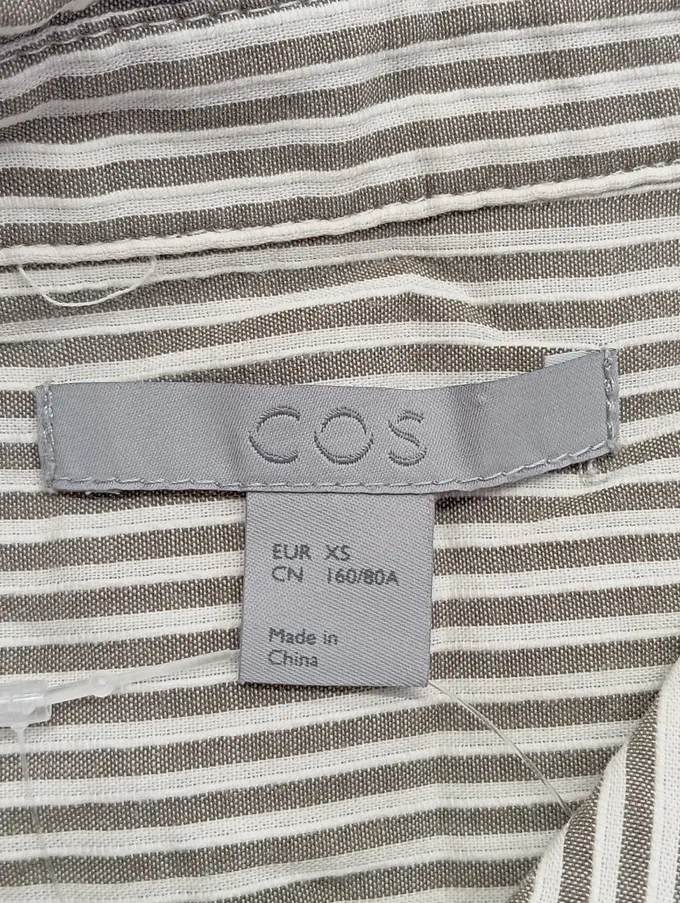 COS
EUR XS
CN 160/80A
Made in
China